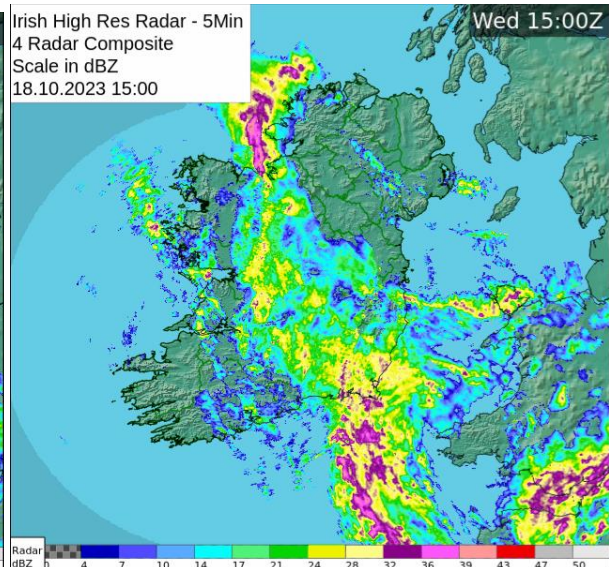 Irish High Res Radar - 5Min
4 Radar Composite
Scale in dBZ
18.10.2023 15:00
Wed 15:00Z
Radar
dBZ 0 4 7 10 14 17 21 24 28 32 36 39 43 47 50